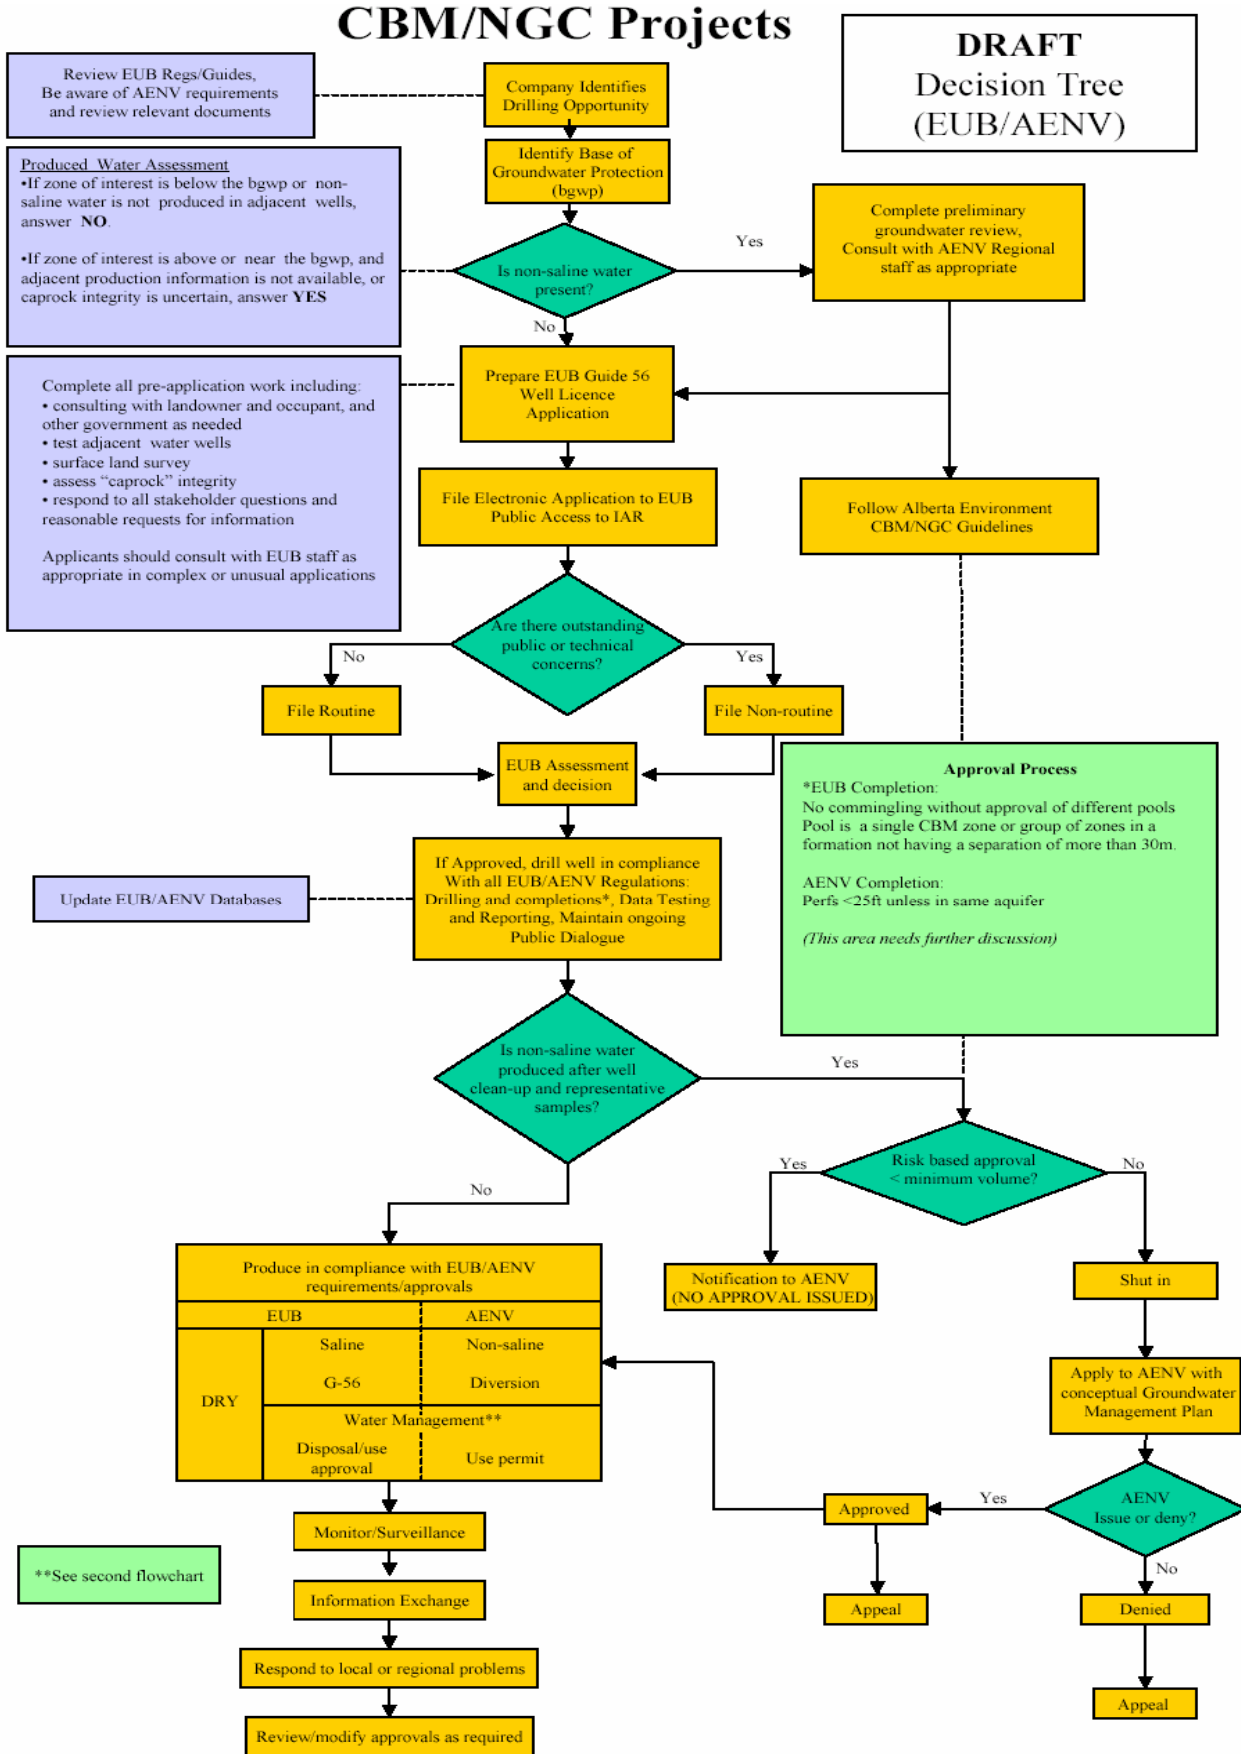 CBM/NGC Projects
DRAFT
Decision Tree
(EUB/AENV)
Review EUB Regs/Guides,
Be aware of AENV requirements
and review relevant documents
Company Identifies
Drilling Opportunity
Identify Base of
Groundwater Protection
(bgwp)
Produced Water Assessment
•If zone of interest is below the bgwp or non-
saline water is not produced in adjacent wells,
answer NO.
•If zone of interest is above or near the bgwp, and
adjacent production information is not available, or
caprock integrity is uncertain, answer YES
Is non-saline water
present?
Yes
No
Complete preliminary
groundwater review,
Consult with AENV Regional
staff as appropriate
Complete all pre-application work including:
• consulting with landowner and occupant, and
other government as needed
• test adjacent water wells
• surface land survey
• assess “caprock” integrity
• respond to all stakeholder questions and
reasonable requests for information
Applicants should consult with EUB staff as
appropriate in complex or unusual applications
Prepare EUB Guide 56
Well Licence
Application
File Electronic Application to EUB
Public Access to IAR
Follow Alberta Environment
CBM/NGC Guidelines
Are there outstanding
public or technical
concerns?
No
Yes
File Routine
File Non-routine
EUB Assessment
and decision
Approval Process
*EUB Completion:
No commingling without approval of different pools
Pool is a single CBM zone or group of zones in a
formation not having a separation of more than 30m.
AENV Completion:
Perfs <25ft unless in same aquifer
(This area needs further discussion)
If Approved, drill well in compliance
With all EUB/AENV Regulations:
Drilling and completions*, Data Testing
and Reporting, Maintain ongoing
Public Dialogue
Update EUB/AENV Databases
Is non-saline water
produced after well
clean-up and representative
samples?
Yes
No
Risk based approval
< minimum volume?
Yes
No
Notification to AENV
(NO APPROVAL ISSUED)
Shut in
Apply to AENV with
conceptual Groundwater
Management Plan
AENV
Issue or deny?
Yes
No
Approved
Appeal
Denied
Appeal
Produce in compliance with EUB/AENV
requirements/approvals
EUB
AENV
DRY
Saline
Non-saline
G-56
Diversion
Water Management**
Disposal/use
approval
Use permit
Monitor/Surveillance
**See second flowchart
Information Exchange
Respond to local or regional problems
Review/modify approvals as required